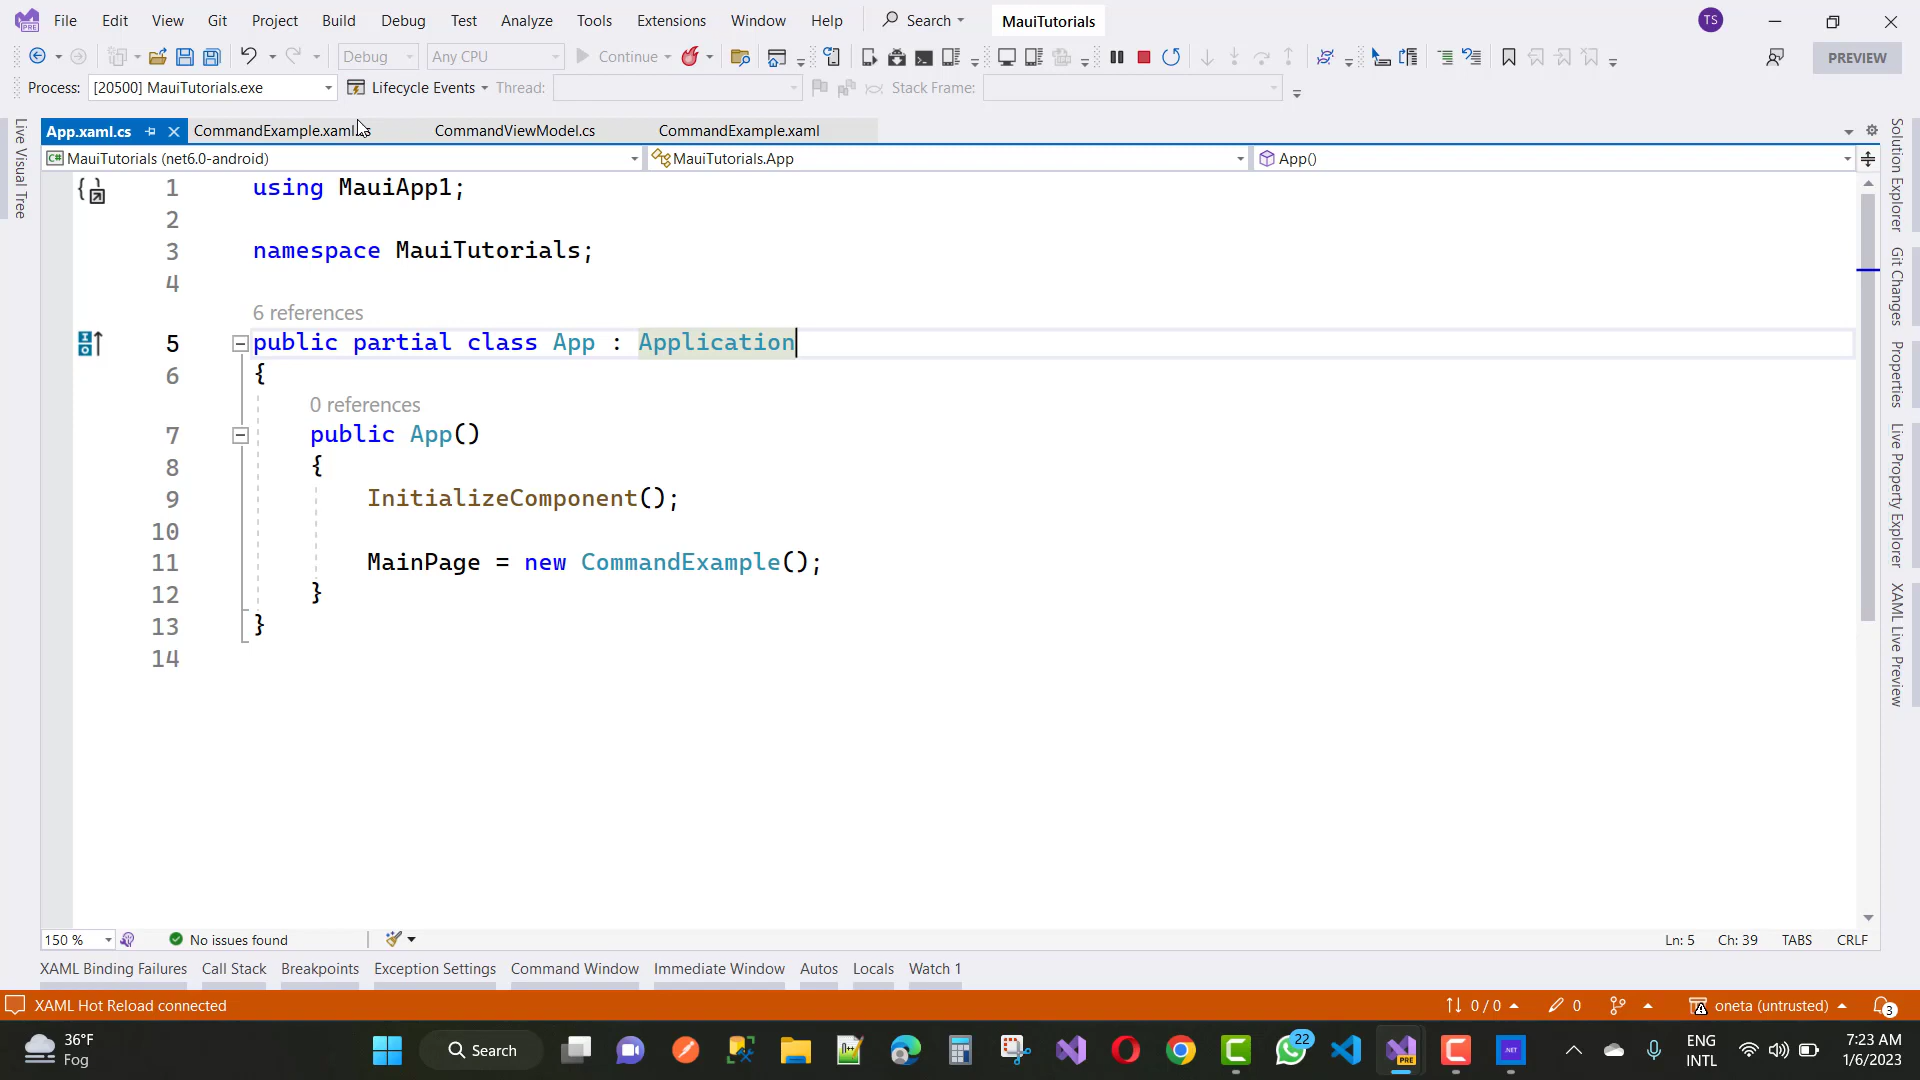 File Edit View Git Project Build Debug Test Analyze Tools Extensions Window Help Search MauiTutorials TS
Debug Any CPU Continue PREVIEW
Process: [20500] MauiTutorials.exe Lifecycle Events Thread: Stack Frame:
App.xaml.cs CommandExample.xaml.cs CommandViewModel.cs CommandExample.xaml
MauiTutorials (net6.0-android) MauiTutorials.App App()
Live Visual Tree
1 using MauiApp1;
2
3 namespace MauiTutorials;
4
6 references
5 public partial class App : Application
6 {
0 references
7 public App()
8 {
9 InitializeComponent();
10
11 MainPage = new CommandExample();
12 }
13 }
14
Solution Explorer
Git Changes
Properties
Live Property Explorer
XAML Live Preview
150 % No issues found Ln: 5 Ch: 39 TABS CRLF
XAML Binding Failures Call Stack Breakpoints Exception Settings Command Window Immediate Window Autos Locals Watch 1
XAML Hot Reload connected 0 / 0 0 oneta (untrusted) 3
36°F
Fog
Search
22
PRE
.NET
ENG
INTL
7:23 AM
1/6/2023